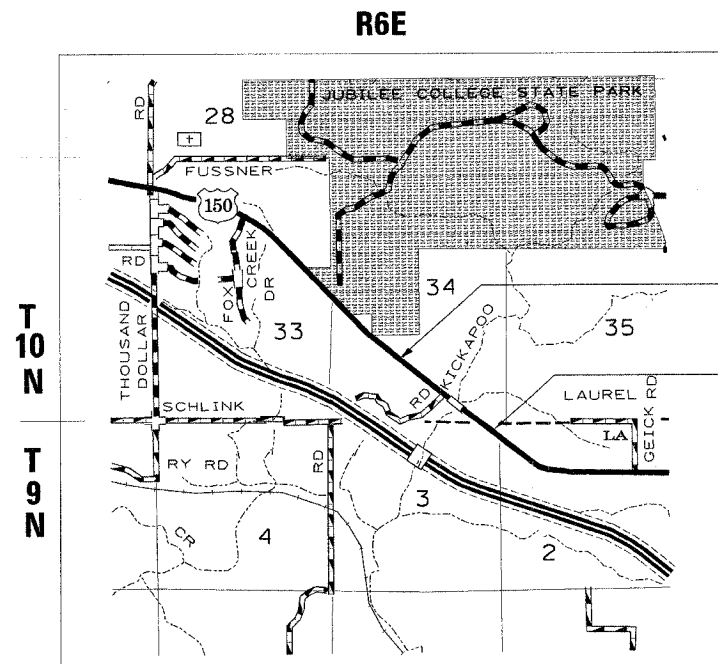 R6E
JUBILEE COLLEGE STATE PARK
RD
28
FUSSNER
150
FOX CREEK DR
RD
34
33
35
T
10
N
THOUSAND DOLLAR
RD KICKAPOO
LAUREL
GEICK RD
SCHLINK
LA
T
9
N
RY RD
RD
3
4
CR
2